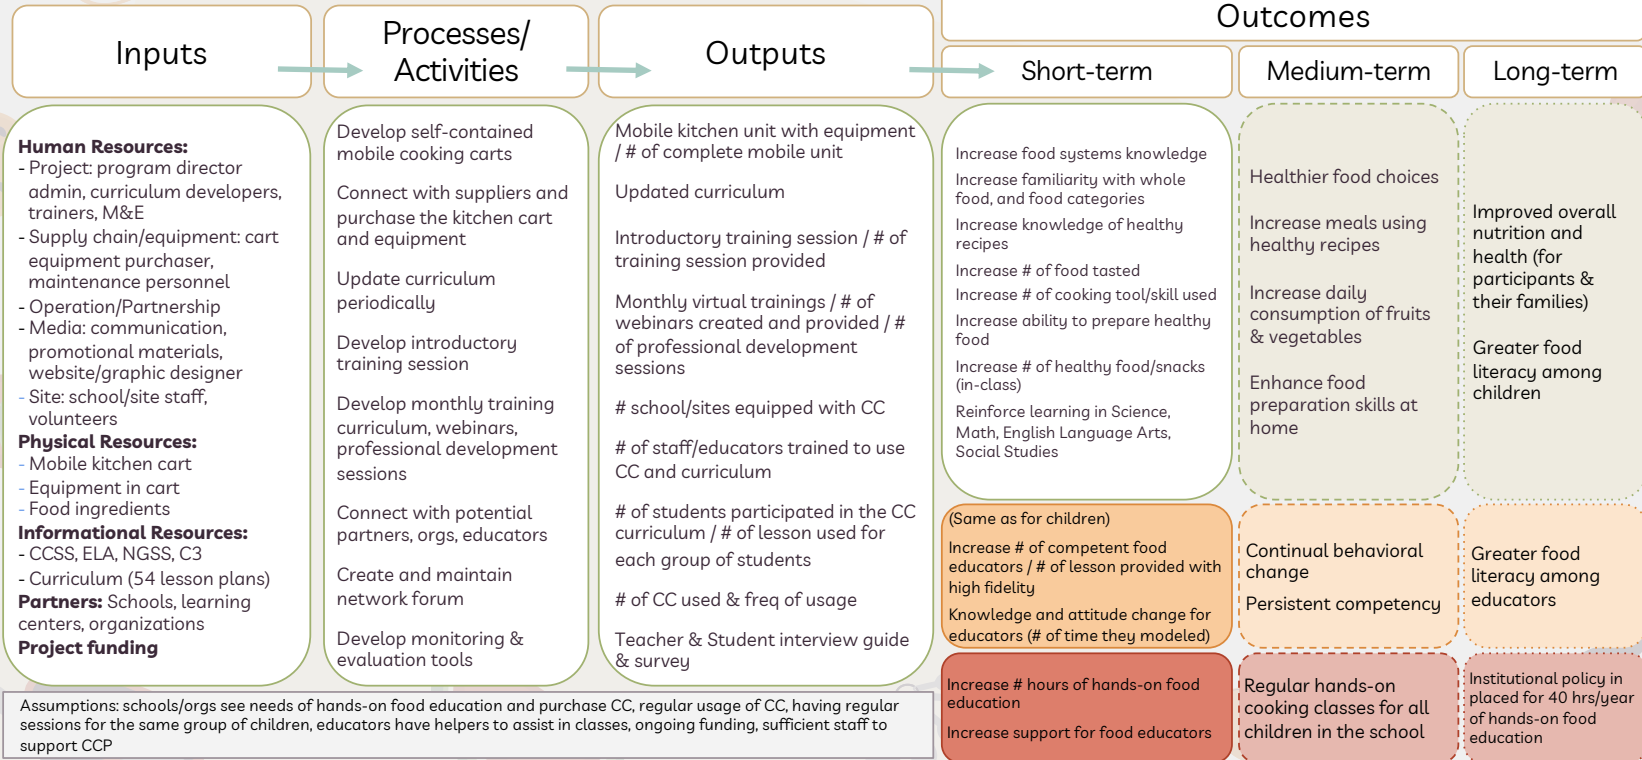 Inputs
Processes/
Activities
Outputs
Outcomes
Short-term
Medium-term
Long-term
Human Resources:
- Project: program director
admin, curriculum developers,
trainers, M&E
- Supply chain/equipment: cart
equipment purchaser,
maintenance personnel
- Operation/Partnership
- Media: communication,
promotional materials,
website/graphic designer
- Site: school/site staff,
volunteers
Physical Resources:
- Mobile kitchen cart
- Equipment in cart
- Food ingredients
Informational Resources:
- CCSS, ELA, NGSS, C3
- Curriculum (54 lesson plans)
Partners: Schools, learning
centers, organizations
Project funding
Develop self-contained
mobile cooking carts
Connect with suppliers and
purchase the kitchen cart
and equipment
Update curriculum
periodically
Develop introductory
training session
Develop monthly training
curriculum, webinars,
professional development
sessions
Connect with potential
partners, orgs, educators
Create and maintain
network forum
Develop monitoring &
evaluation tools
Mobile kitchen unit with equipment
/ # of complete mobile unit
Updated curriculum
Introductory training session / # of
training session provided
Monthly virtual trainings / # of
webinars created and provided / #
of professional development
sessions
# school/sites equipped with CC
# of staff/educators trained to use
CC and curriculum
# of students participated in the CC
curriculum / # of lesson used for
each group of students
# of CC used & freq of usage
Teacher & Student interview guide
& survey
Increase food systems knowledge
Increase familiarity with whole
food, and food categories
Increase knowledge of healthy
recipes
Increase # of food tasted
Increase # of cooking tool/skill used
Increase ability to prepare healthy
food
Increase # of healthy food/snacks
(in-class)
Reinforce learning in Science,
Math, English Language Arts,
Social Studies
Healthier food choices
Increase meals using
healthy recipes
Increase daily
consumption of fruits
& vegetables
Enhance food
preparation skills at
home
Improved overall
nutrition and
health (for
participants &
their families)
Greater food
literacy among
children
(Same as for children)
Increase # of competent food
educators / # of lesson provided with
high fidelity
Knowledge and attitude change for
educators (# of time they modeled)
Continual behavioral
change
Persistent competency
Greater food
literacy among
educators
Increase # hours of hands-on food
education
Increase support for food educators
Regular hands-on
cooking classes for all
children in the school
Institutional policy in
placed for 40 hrs/year
of hands-on food
education
Assumptions: schools/orgs see needs of hands-on food education and purchase CC, regular usage of CC, having regular
sessions for the same group of children, educators have helpers to assist in classes, ongoing funding, sufficient staff to
support CCP